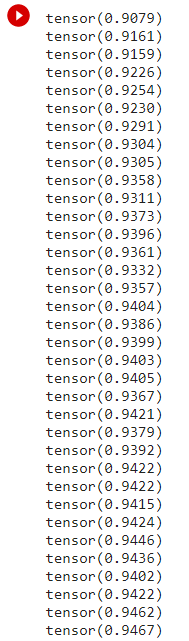 tensor(0.9079)
tensor(0.9161)
tensor(0.9159)
tensor(0.9226)
tensor(0.9254)
tensor(0.9230)
tensor(0.9291)
tensor(0.9304)
tensor(0.9305)
tensor(0.9358)
tensor(0.9311)
tensor(0.9373)
tensor(0.9396)
tensor(0.9361)
tensor(0.9332)
tensor(0.9357)
tensor(0.9404)
tensor(0.9386)
tensor(0.9399)
tensor(0.9403)
tensor(0.9405)
tensor(0.9367)
tensor(0.9421)
tensor(0.9379)
tensor(0.9392)
tensor(0.9422)
tensor(0.9422)
tensor(0.9415)
tensor(0.9424)
tensor(0.9446)
tensor(0.9436)
tensor(0.9402)
tensor(0.9422)
tensor(0.9462)
tensor(0.9467)